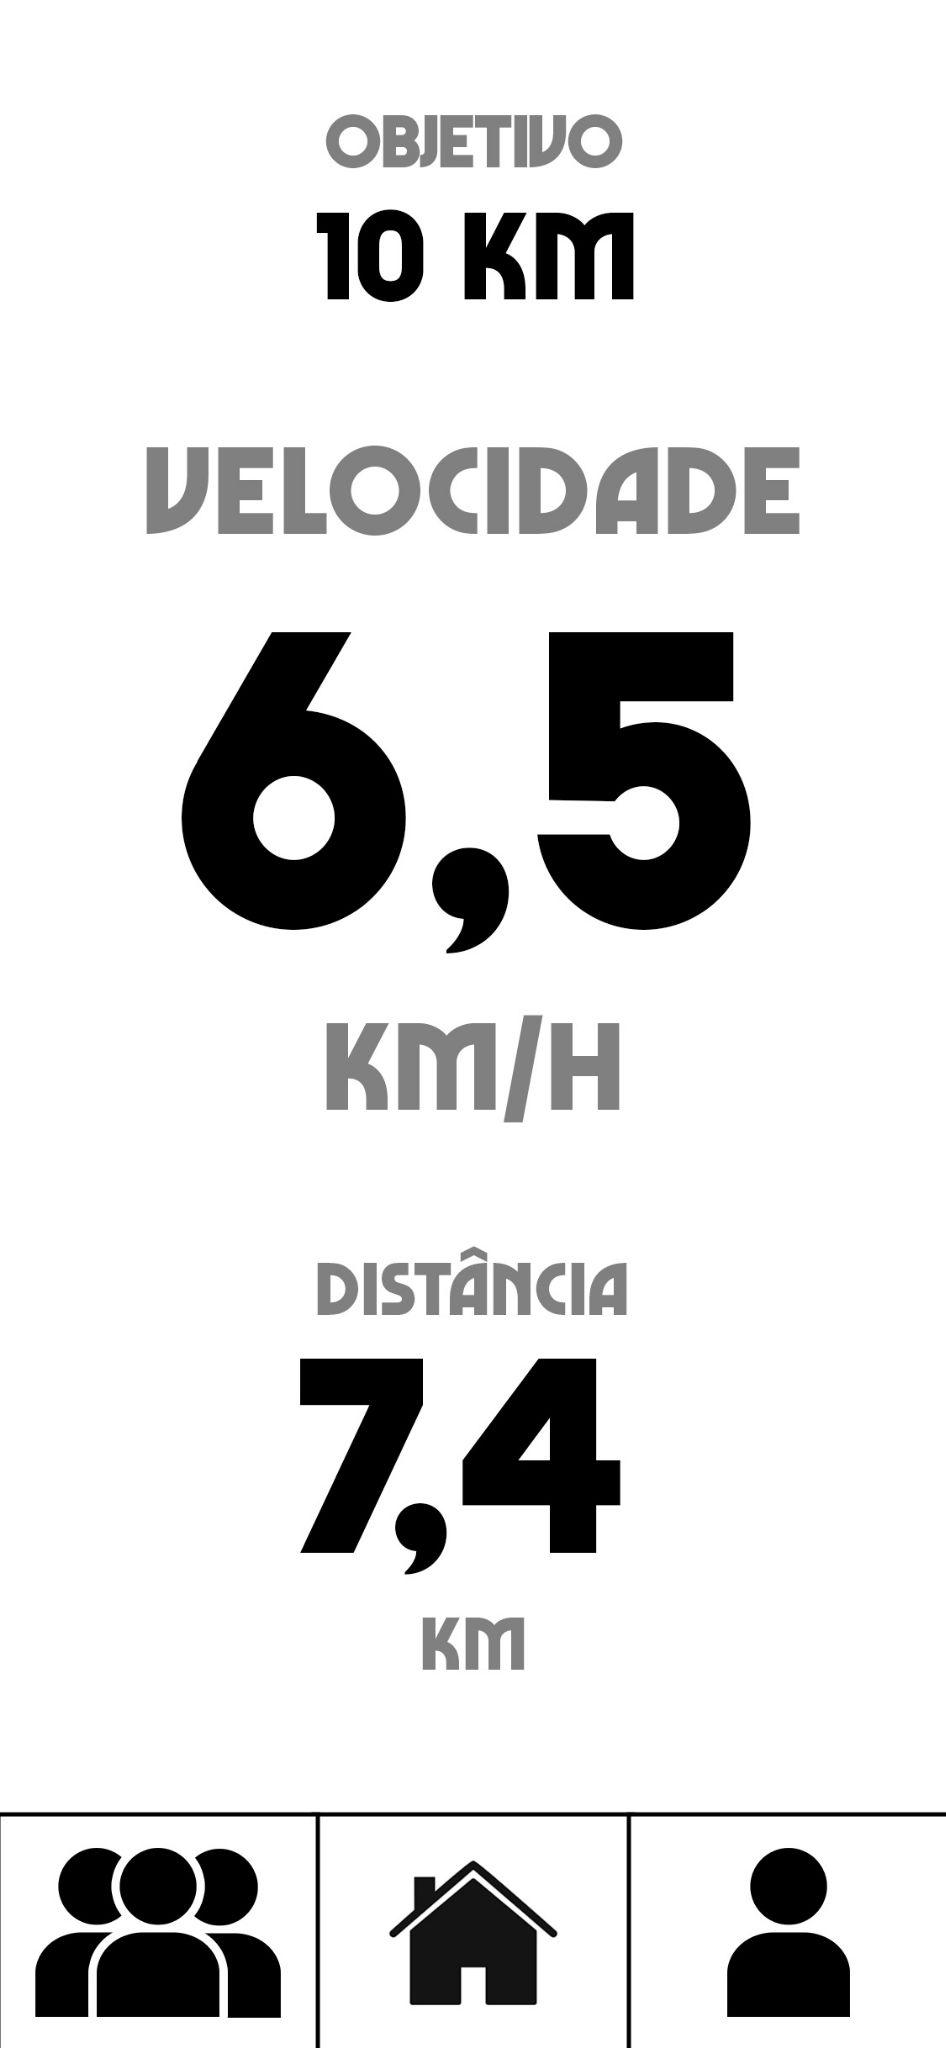 OBJETIVO
10 KM
VELOCIDADE
6,5
KM/H
DISTÂNCIA
7,4
KM